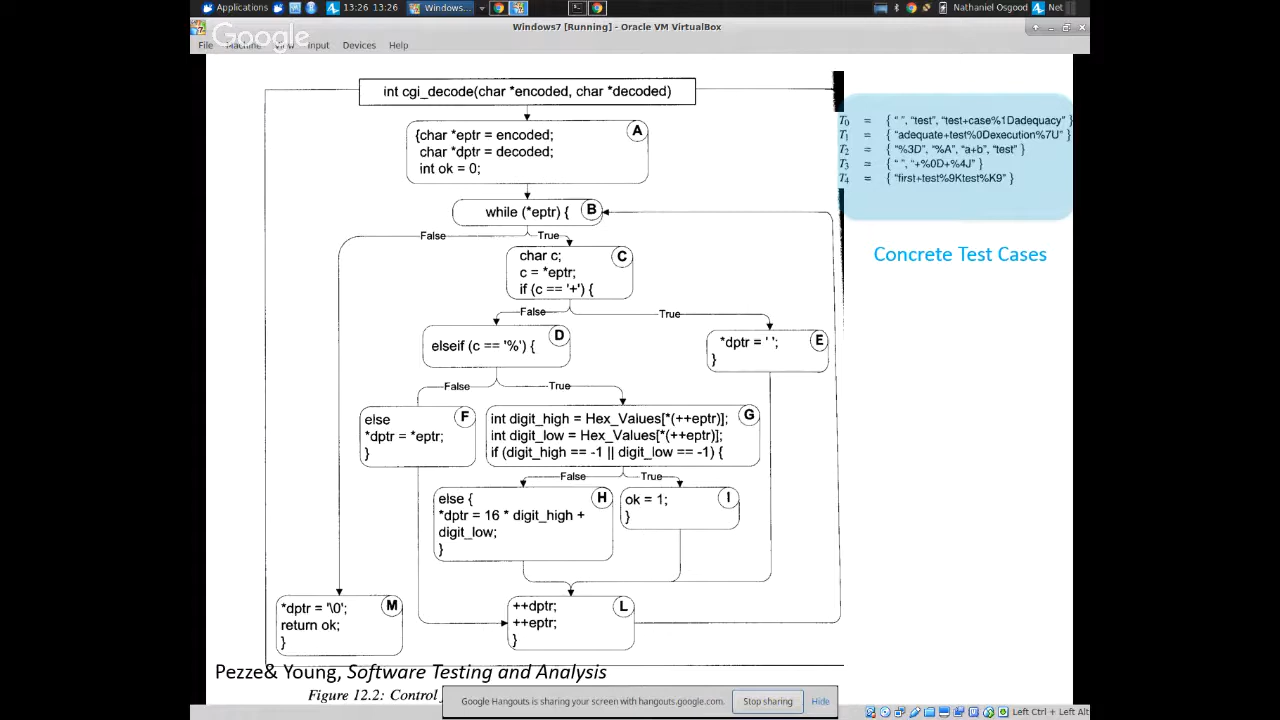 Applications
13:26 13:26
Windows...
Nathaniel Osgood
Net
Windows7 [Running] - Oracle VM VirtualBox
File Machine View Input Devices Help
Google
int cgi_decode(char *encoded, char *decoded)
{char *eptr = encoded;
char *dptr = decoded;
int ok = 0;
A
while (*eptr) {
B
False
True
char c;
c = *eptr;
if (c == '+') {
C
False
True
elseif (c == '%') {
D
*dptr = ' ';
}
E
False
True
else
*dptr = *eptr;
}
F
int digit_high = Hex_Values[*(++eptr)];
int digit_low = Hex_Values[*(++eptr)];
if (digit_high == -1 || digit_low == -1) {
G
False
True
else {
*dptr = 16 * digit_high +
digit_low;
}
H
ok = 1;
}
I
*dptr = '\0';
return ok;
}
M
++dptr;
++eptr;
}
L
T0 = { " ", "test", "test+case%1Dadequacy" }
T1 = { "adequate+test%0Dexecution%7U" }
T2 = { "%3D", "%A", "a+b", "test" }
T3 = { " ", "+%0D+%4J" }
T4 = { "first+test%9Ktest%K9" }
Concrete Test Cases
Pezze& Young, Software Testing and Analysis
Figure 12.2: Control
Google Hangouts is sharing your screen with hangouts.google.com.
Stop sharing
Hide
Left Ctrl + Left Alt